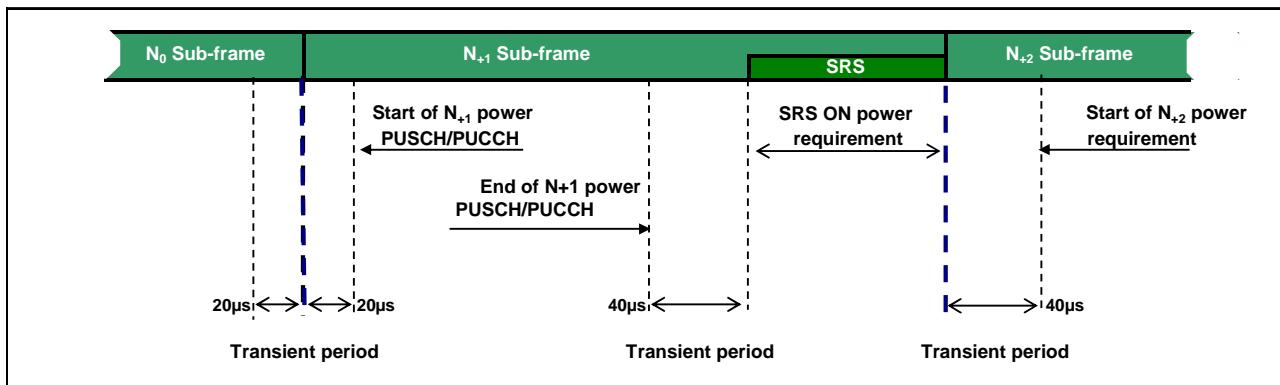 N₀ Sub-frame
N₊₁ Sub-frame
SRS
N₊₂ Sub-frame
Start of N₊₁ power
PUSCH/PUCCH
SRS ON power
requirement
Start of N₊₂ power
requirement
End of N+1 power
PUSCH/PUCCH
20µs
20µs
40µs
40µs
Transient period
Transient period
Transient period